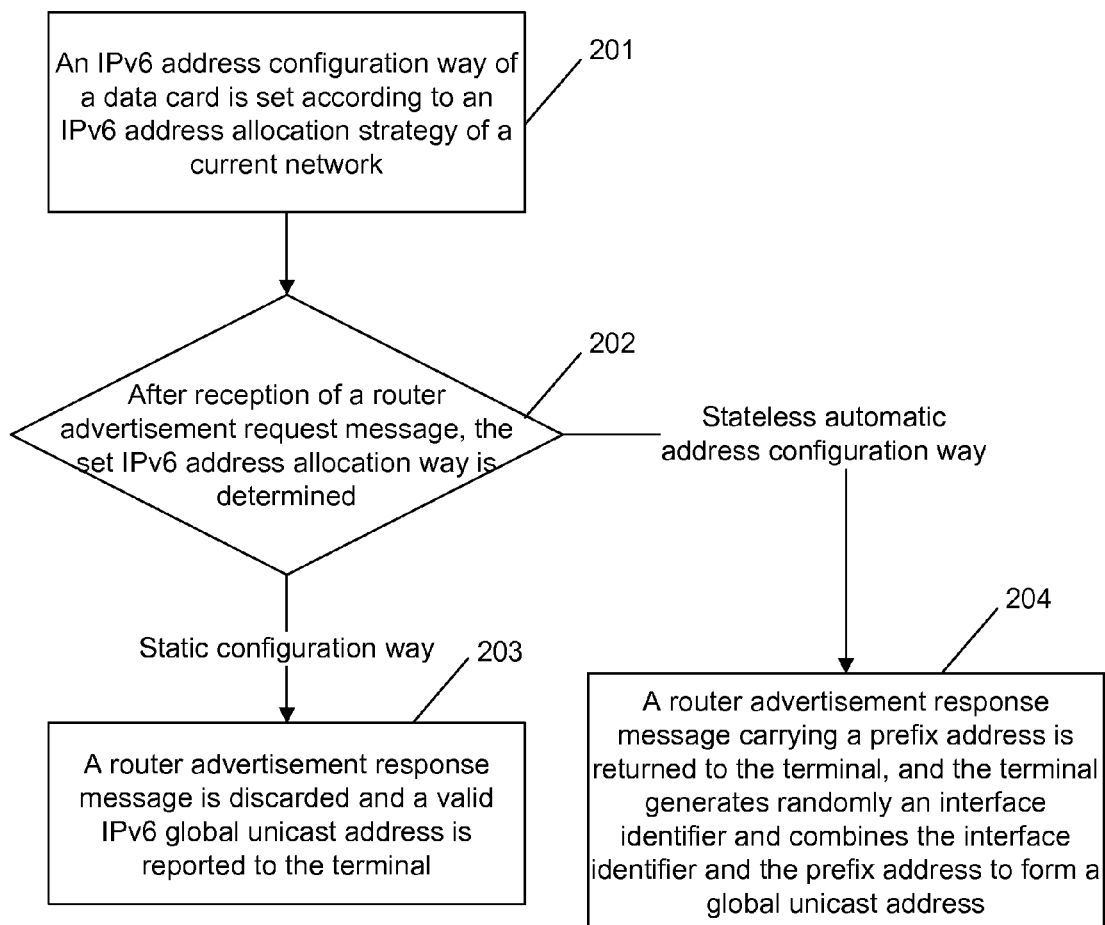 An IPv6 address configuration way of
a data card is set according to an
IPv6 address allocation strategy of a
current network
201
After reception of a router
advertisement request message, the
set IPv6 address allocation way is
determined
202
Stateless automatic
address configuration way
Static configuration way
203
A router advertisement response
message is discarded and a valid
IPv6 global unicast address is
reported to the terminal
204
A router advertisement response
message carrying a prefix address is
returned to the terminal, and the terminal
generates randomly an interface
identifier and combines the interface
identifier and the prefix address to form a
global unicast address